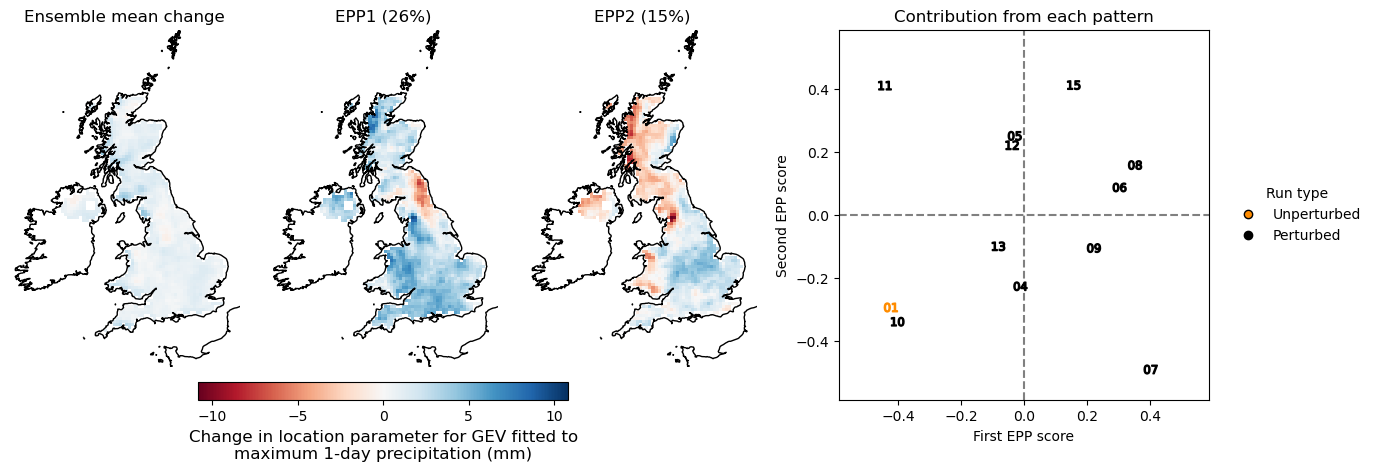 Ensemble mean change
EPP1 (26%)
EPP2 (15%)
Contribution from each pattern
−10
−5
0
5
10
Change in location parameter for GEV fitted to
maximum 1-day precipitation (mm)
Second EPP score
0.4
0.2
0.0
−0.2
−0.4
11
15
05
12
08
06
13
09
04
01
10
07
−0.4
−0.2
0.0
0.2
0.4
First EPP score
Run type
Unperturbed
Perturbed